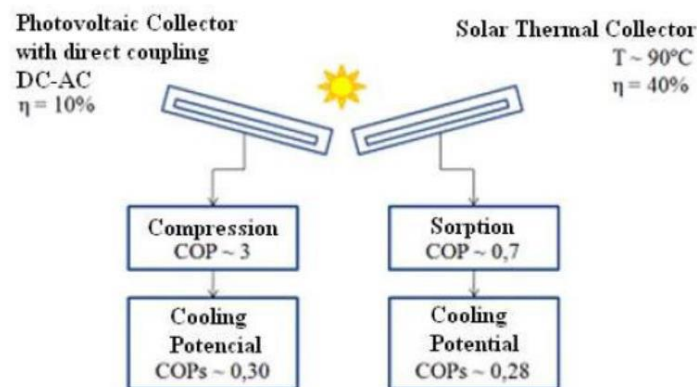 Photovoltaic Collector
with direct coupling
DC-AC
η = 10%
Solar Thermal Collector
T ~ 90°C
η = 40%
Compression
COP ~ 3
Sorption
COP ~ 0,7
Cooling
Potencial
COPs ~ 0,30
Cooling
Potential
COPs ~ 0,28